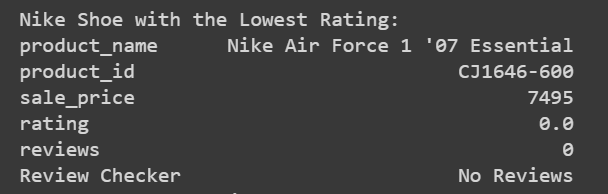 Nike Shoe with the Lowest Rating:
product_name Nike Air Force 1 '07 Essential
product_id CJ1646-600
sale_price 7495
rating 0.0
reviews 0
Review Checker No Reviews